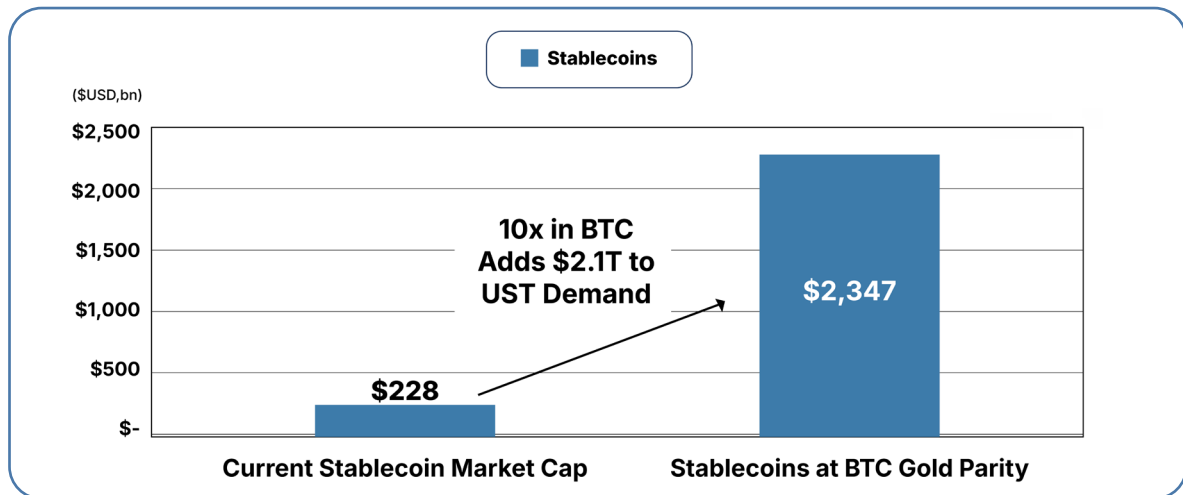 Stablecoins
($USD,bn)
$2,500
$2,000
$1,500
$1,000
$500
$-
10x in BTC
Adds $2.1T to
UST Demand
$228
$2,347
Current Stablecoin Market Cap
Stablecoins at BTC Gold Parity